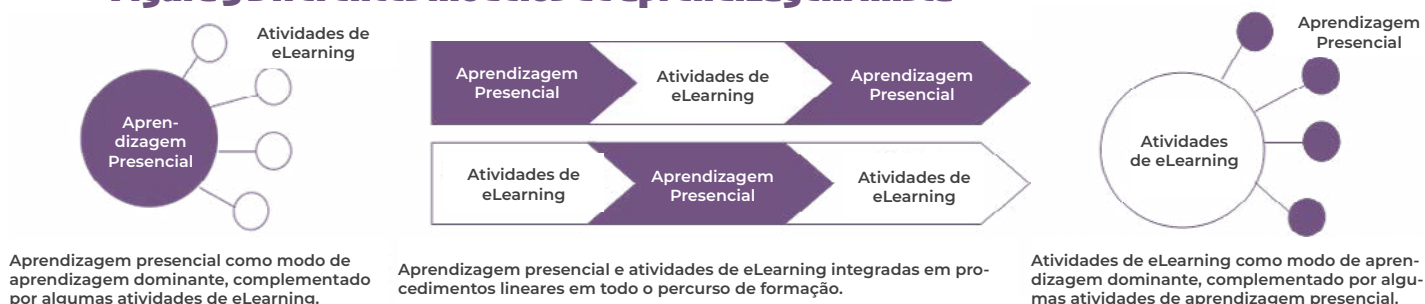 Atividades de
eLearning
Apren-
dizagem
Presencial
Aprendizagem presencial como modo de
aprendizagem dominante, complementado
por algumas atividades de eLearning.
Aprendizagem
Presencial
Atividades de
eLearning
Aprendizagem
Presencial
Atividades de
eLearning
Aprendizagem
Presencial
Atividades de
eLearning
Aprendizagem presencial e atividades de eLearning integradas em pro-
cedimentos lineares em todo o percurso de formação.
Aprendizagem
Presencial
Atividades
de eLearning
Atividades de eLearning como modo de apren-
dizagem dominante, complementado por algu-
mas atividades de aprendizagem presencial.